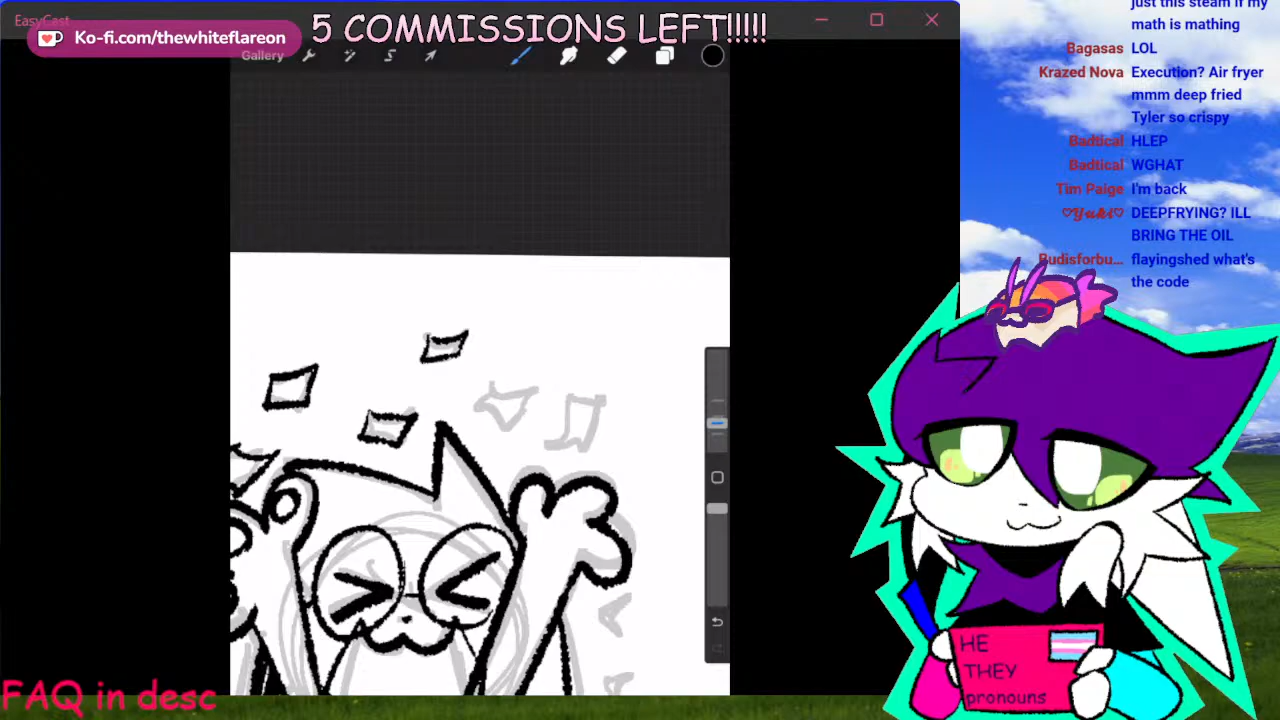 EasyCast
Ko-fi.com/thewhiteflareon
5 COMMISSIONS LEFT!!!!!
Gallery
just this steam if my
math is mathing
Bagasas LOL
Krazed Nova Execution? Air fryer
mmm deep fried
Tyler so crispy
Badtical HLEP
Badtical WGHAT
Tim Paige I'm back
♡𝓨𝓾𝓴𝓲♡ DEEPFRYING? ILL
BRING THE OIL
Budisforbu... flayingshed what's
the code
HE
THEY
pronouns
FAQ in desc